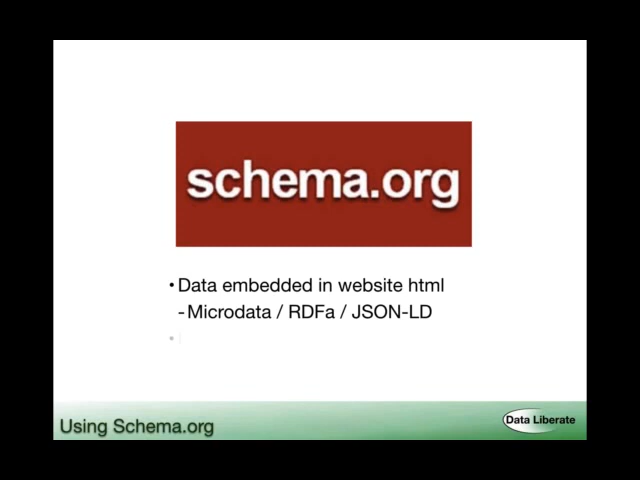 schema.org
• Data embedded in website html
- Microdata / RDFa / JSON-LD
•
Using Schema.org
Data Liberate